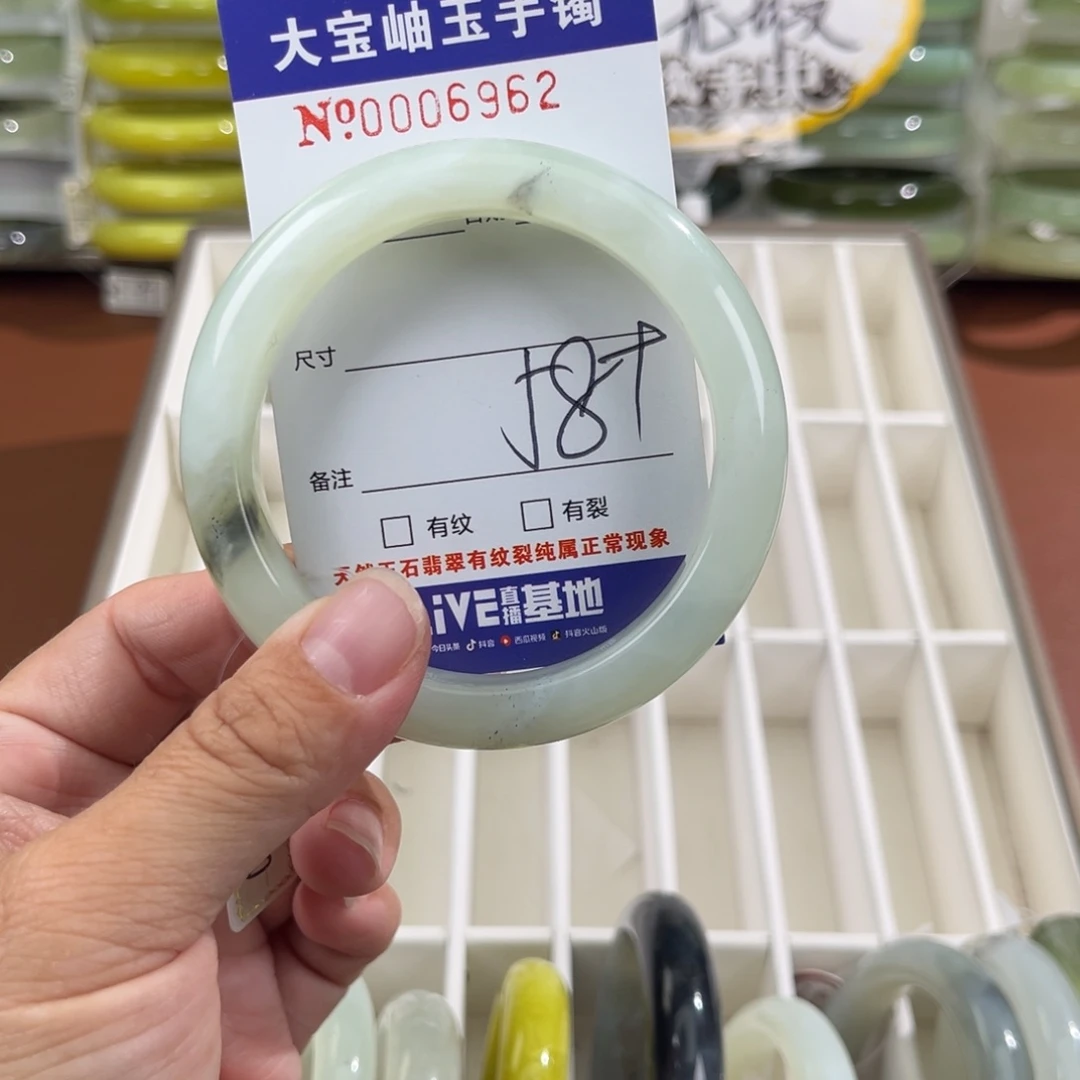 大宝岫玉手镯
无假
№0006962
尺寸
备注
有纹 有裂
天然玉石翡翠有纹裂纯属正常现象
LIVE直播基地
今日头条 抖音 西瓜视频 抖音火山版